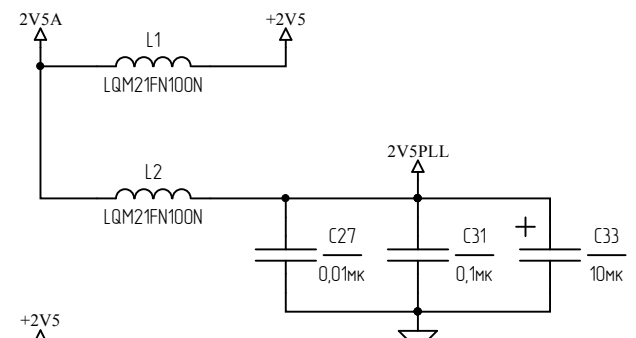 2V5A
+2V5
L1
LQM21FN100N
L2
LQM21FN100N
2V5PLL
+
C27
0,01мк
C31
0,1мк
C33
10мк
+2V5